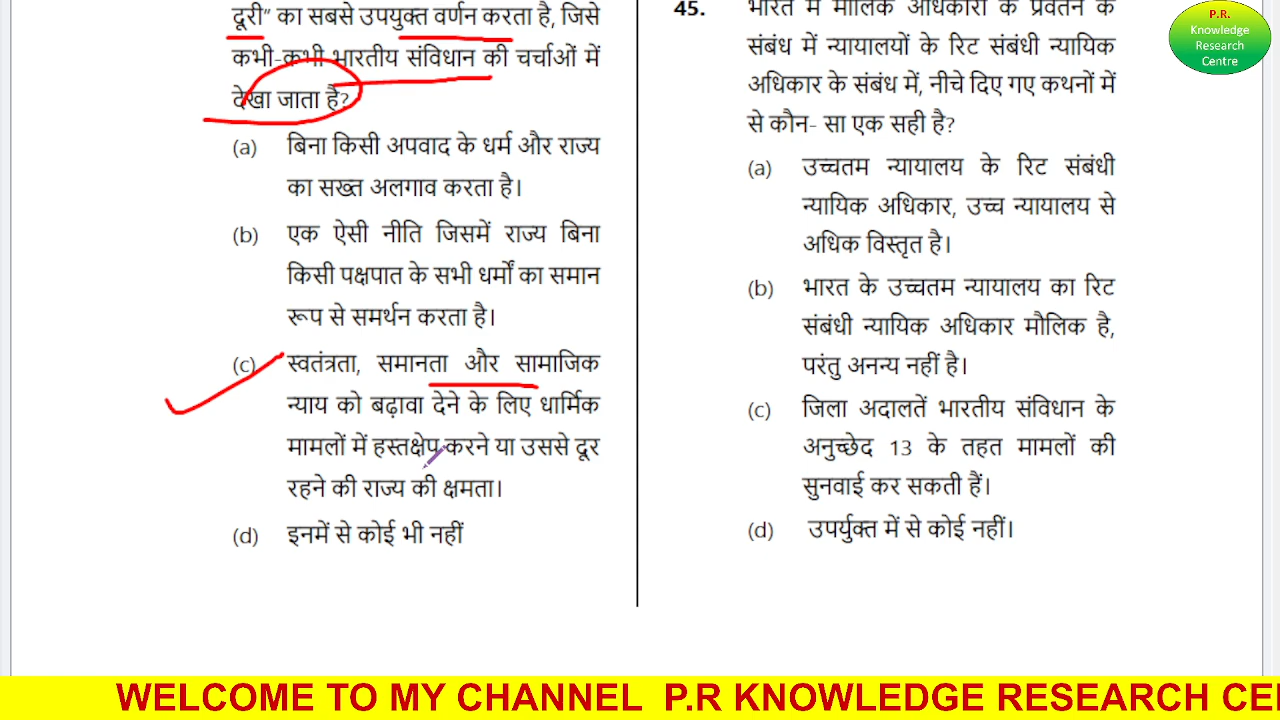 दूरी” का सबसे उपयुक्त वर्णन करता है, जिसे
कभी-कभी भारतीय संविधान की चर्चाओं में
देखा जाता है?
(a) बिना किसी अपवाद के धर्म और राज्य
का सख्त अलगाव करता है।
(b) एक ऐसी नीति जिसमें राज्य बिना
किसी पक्षपात के सभी धर्मों का समान
रूप से समर्थन करता है।
(c) स्वतंत्रता, समानता और सामाजिक
न्याय को बढ़ावा देने के लिए धार्मिक
मामलों में हस्तक्षेप करने या उससे दूर
रहने की राज्य की क्षमता।
(d) इनमें से कोई भी नहीं
45. भारत में मौलिक अधिकारों के प्रवर्तन के
संबंध में न्यायालयों के रिट संबंधी न्यायिक
अधिकार के संबंध में, नीचे दिए गए कथनों में
से कौन- सा एक सही है?
(a) उच्चतम न्यायालय के रिट संबंधी
न्यायिक अधिकार, उच्च न्यायालय से
अधिक विस्तृत है।
(b) भारत के उच्चतम न्यायालय का रिट
संबंधी न्यायिक अधिकार मौलिक है,
परंतु अनन्य नहीं है।
(c) जिला अदालतें भारतीय संविधान के
अनुच्छेद 13 के तहत मामलों की
सुनवाई कर सकती हैं।
(d) उपर्युक्त में से कोई नहीं।
P.R.
Knowledge
Research
Centre
WELCOME TO MY CHANNEL P.R KNOWLEDGE RESEARCH CE